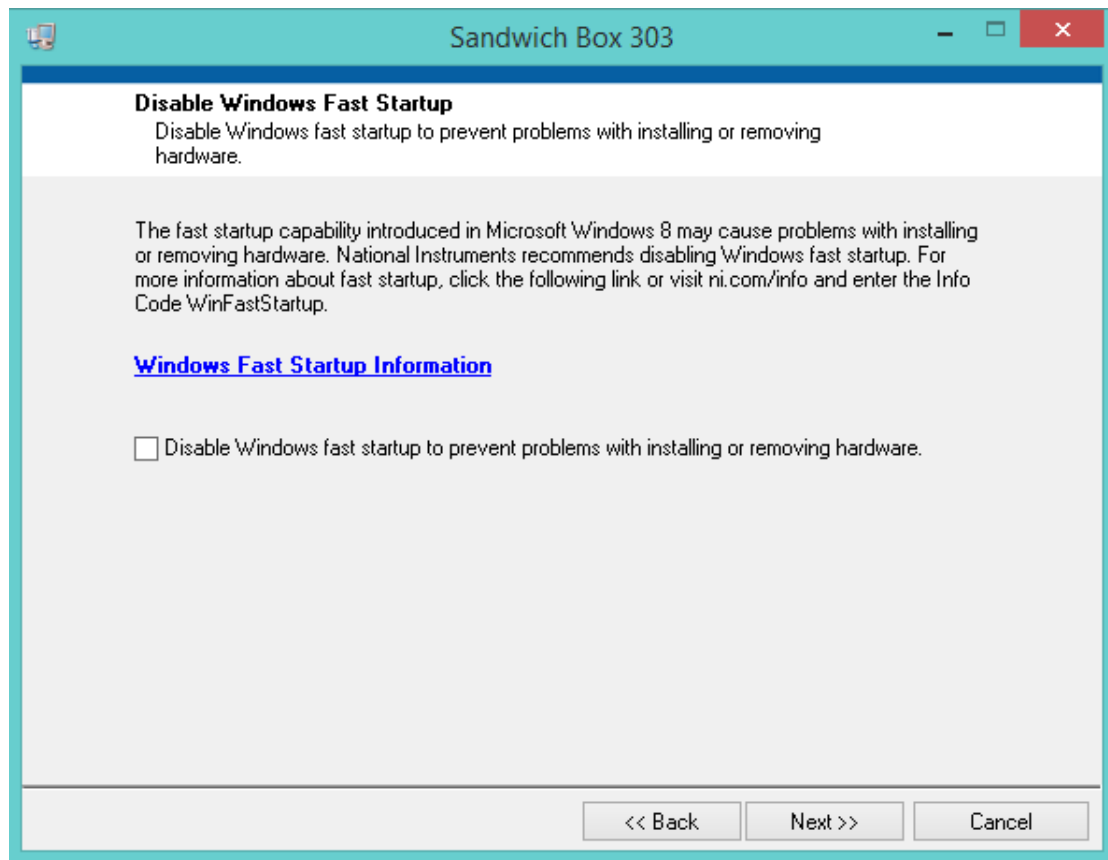 Sandwich Box 303
Disable Windows Fast Startup
Disable Windows fast startup to prevent problems with installing or removing
hardware.
The fast startup capability introduced in Microsoft Windows 8 may cause problems with installing
or removing hardware. National Instruments recommends disabling Windows fast startup. For
more information about fast startup, click the following link or visit ni.com/info and enter the Info
Code WinFastStartup.
Windows Fast Startup Information
Disable Windows fast startup to prevent problems with installing or removing hardware.
<< Back Next >> Cancel